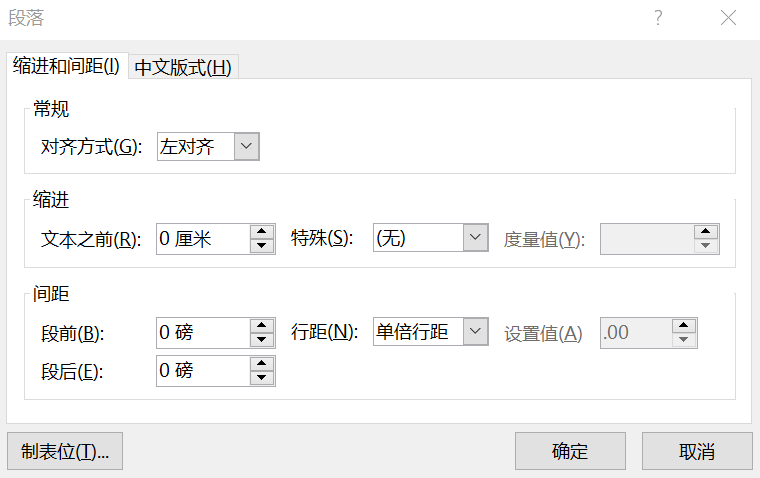 段落
缩进和间距(I) 中文版式(H)
常规
对齐方式(G): 左对齐
缩进
文本之前(R): 0 厘米 特殊(S): (无) 度量值(Y):
间距
段前(B): 0 磅 行距(N): 单倍行距 设置值(A) .00
段后(E): 0 磅
制表位(T)... 确定 取消